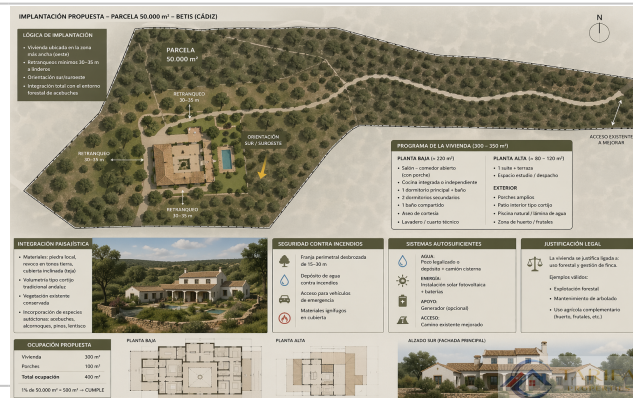 IMPLANTACIÓN PROPUESTA – PARCELA 50.000 m² – BETIS (CÁDIZ)
N
LÓGICA DE IMPLANTACIÓN
• Vivienda ubicada en la zona
más ancha (oeste)
• Retranqueos mínimos 30–35 m
a linderos
• Orientación sur/suroeste
• Integración total con el entorno
forestal de acebuches
PARCELA
50.000 m²
RETRANQUEO
30–35 m
RETRANQUEO
30–35 m
ORIENTACIÓN
SUR / SUROESTE
RETRANQUEO
30–35 m
ACCESO EXISTENTE
A MEJORAR
PROGRAMA DE LA VIVIENDA (300 – 350 m²)
PLANTA BAJA (≈ 220 m²)
• Salón – comedor abierto
(con porche)
• Cocina integrada o independiente
• 1 dormitorio principal + baño
• 2 dormitorios secundarios
• 1 baño compartido
• Aseo de cortesía
• Lavadero / cuarto técnico
PLANTA ALTA (≈ 80 – 120 m²)
• 1 suite + terraza
• Espacio estudio / despacho
EXTERIOR
• Porches amplios
• Patio interior tipo cortijo
• Piscina natural / lámina de agua
• Zona de huerto / frutales
INTEGRACIÓN PAISAJÍSTICA
• Materiales: piedra local,
revoco en tonos tierra,
cubierta inclinada (teja)
• Volumetría tipo cortijo
tradicional andaluz
• Vegetación existente
conservada
• Incorporación de especies
autóctonas: acebuches,
alcornoques, pinos, lentisco
SEGURIDAD CONTRA INCENDIOS
Franja perimetral desbrozada
de 15–30 m
Depósito de agua
contra incendios
Acceso para vehículos
de emergencia
Materiales ignífugos
en cubierta
SISTEMAS AUTOSUFICIENTES
AGUA:
Pozo legalizado o
depósito + camión cisterna
ENERGÍA:
Instalación solar fotovoltaica
+ baterías
APOYO:
Generador (opcional)
ACCESO:
Camino existente mejorado
JUSTIFICACIÓN LEGAL
La vivienda se justifica ligada a
uso forestal y gestión de finca.
Ejemplos válidos:
• Explotación forestal
• Mantenimiento de arbolado
• Uso agrícola complementario
(huerto, frutales, etc.)
OCUPACIÓN PROPUESTA
Vivienda 300 m²
Porches 100 m²
Total ocupación 400 m²
1% de 50.000 m² = 500 m² → CUMPLE
PLANTA BAJA
PLANTA ALTA
ALZADO SUR (FACHADA PRINCIPAL)